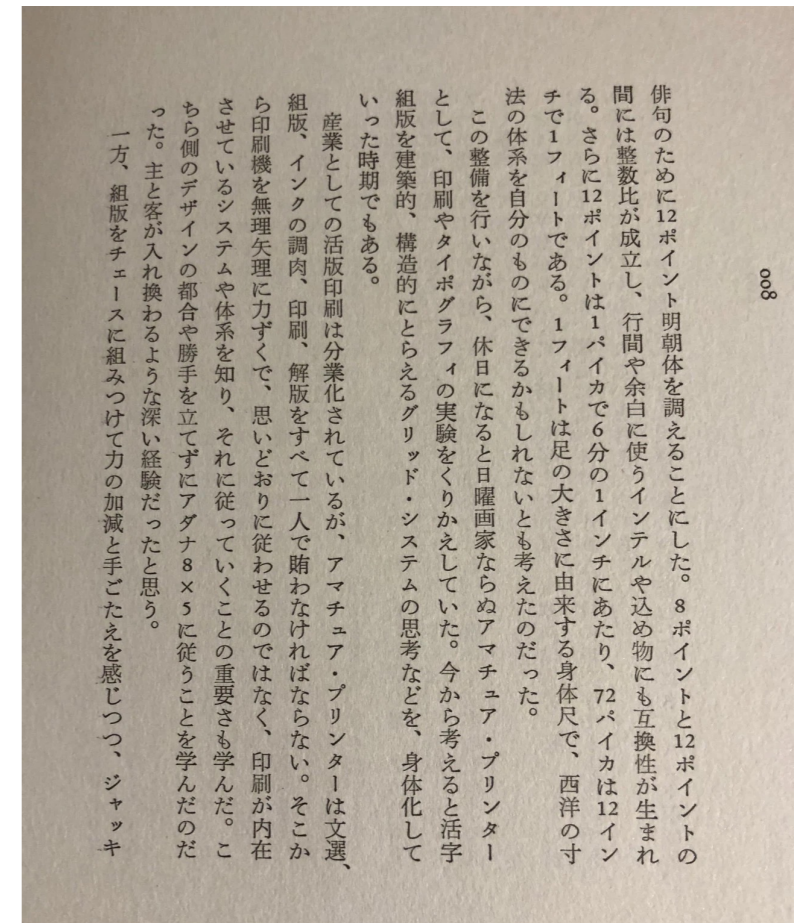 008
俳句のために12ポイント明朝体を調えることにした。8ポイントと12ポイントの
間には整数比が成立し、行間や余白に使うインテルや込め物にも互換性が生まれ
る。さらに12ポイントは1パイカで6分の1インチにあたり、72パイカは12イン
チで1フィートである。1フィートは足の大きさに由来する身体尺で、西洋の寸
法の体系を自分のものにできるかもしれないとも考えたのだった。
この整備を行いながら、休日になると日曜画家ならぬアマチュア・プリンター
として、印刷やタイポグラフィの実験をくりかえしていた。今から考えると活字
組版を建築的、構造的にとらえるグリッド・システムの思考などを、身体化して
いった時期でもある。
産業としての活版印刷は分業化されているが、アマチュア・プリンターは文選、
組版、インクの調肉、印刷、解版をすべて一人で賄わなければならない。そこか
ら印刷機を無理矢理に力ずくで、思いどおりに従わせるのではなく、印刷が内在
させているシステムや体系を知り、それに従っていくことの重要さも学んだ。こ
ちら側のデザインの都合や勝手を立てずにアダナ8×5に従うことを学んだのだ
った。主と客が入れ換わるような深い経験だったと思う。
一方、組版をチェースに組みつけて力の加減と手ごたえを感じつつ、ジャッキ